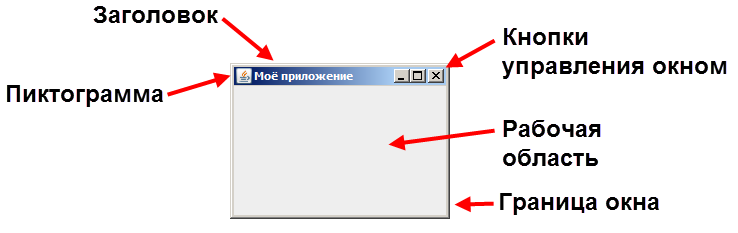 Заголовок
Кнопки
управления окном
Моё приложение
Пиктограмма
Рабочая
область
Граница окна